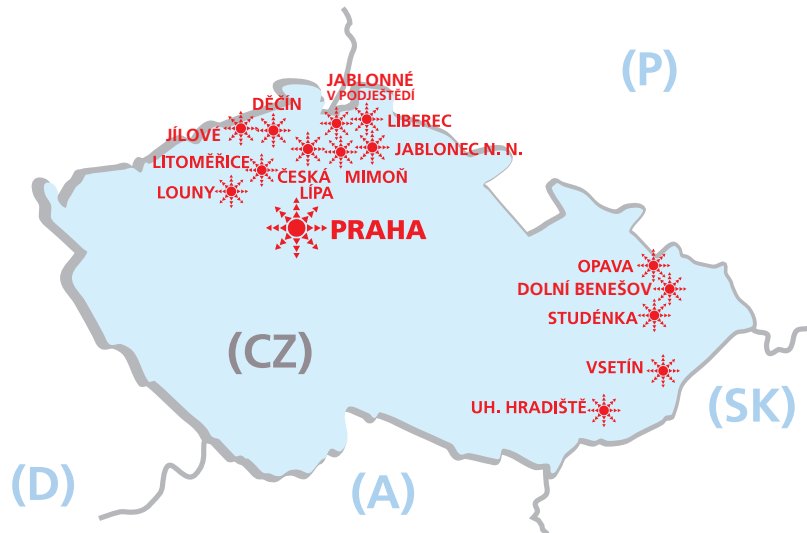 (P)
JABLONNÉ
V PODJEŠTĚDÍ
DĚČÍN
LIBEREC
JÍLOVÉ
JABLONEC N. N.
LITOMĚŘICE
ČESKÁ
LÍPA
MIMOŇ
LOUNY
PRAHA
OPAVA
DOLNÍ BENEŠOV
STUDÉNKA
(CZ)
VSETÍN
(SK)
UH. HRADIŠTĚ
(D)
(A)